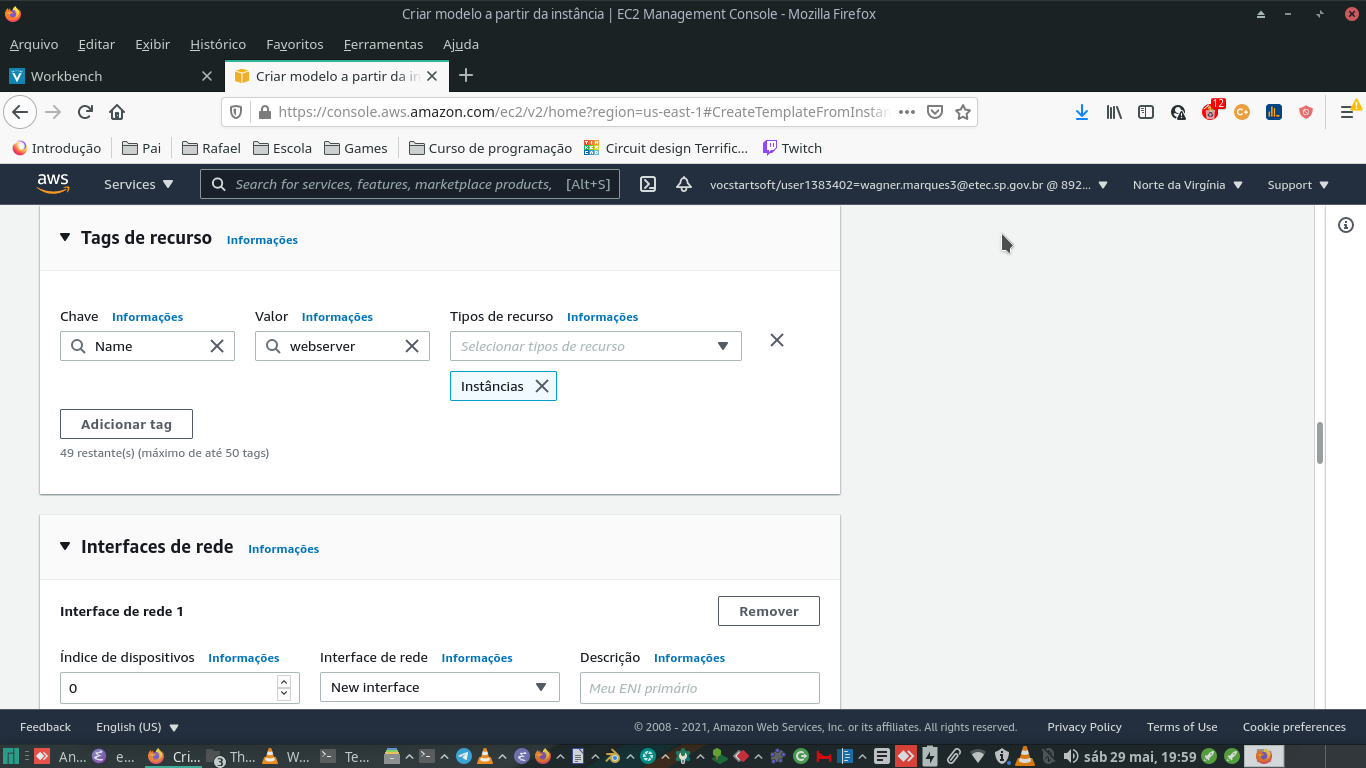 Criar modelo a partir da instância | EC2 Management Console - Mozilla Firefox
Arquivo Editar Exibir Histórico Favoritos Ferramentas Ajuda
Workbench
Criar modelo a partir da in
https://console.aws.amazon.com/ec2/v2/home?region=us-east-1#CreateTemplateFromInstan
12
Introdução Pai Rafael Escola Games Curso de programação Circuit design Terrific... Twitch
aws Services Search for services, features, marketplace products, [Alt+S] vocstartsoft/user1383402=wagner.marques3@etec.sp.gov.br @ 892... Norte da Virgínia Support
Tags de recurso Informações
Chave Informações Valor Informações Tipos de recurso Informações
Name webserver Selecionar tipos de recurso
Instâncias
Adicionar tag
49 restante(s) (máximo de até 50 tags)
Interfaces de rede Informações
Interface de rede 1 Remover
Índice de dispositivos Informações Interface de rede Informações Descrição Informações
0 New interface Meu ENI primário
Feedback English (US) © 2008 - 2021, Amazon Web Services, Inc. or its affiliates. All rights reserved. Privacy Policy Terms of Use Cookie preferences
An... e... Cri... 3 Th... W... Te... sáb 29 mai, 19:59